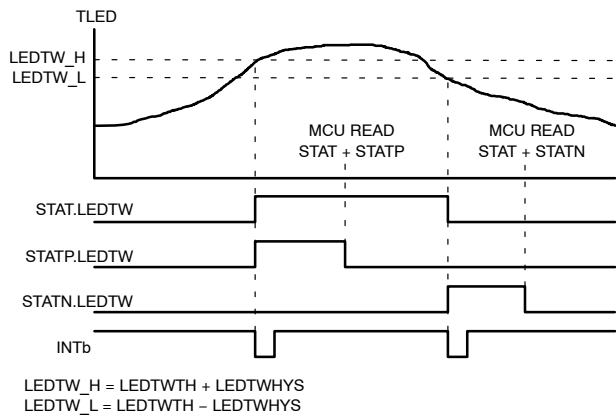 TLED
LEDTW_H
LEDTW_L
MCU READ
STAT + STATP
MCU READ
STAT + STATN
STAT.LEDTW
STATP.LEDTW
STATN.LEDTW
INTb
LEDTW_H = LEDTWTH + LEDTWHYS
LEDTW_L = LEDTWTH − LEDTWHYS